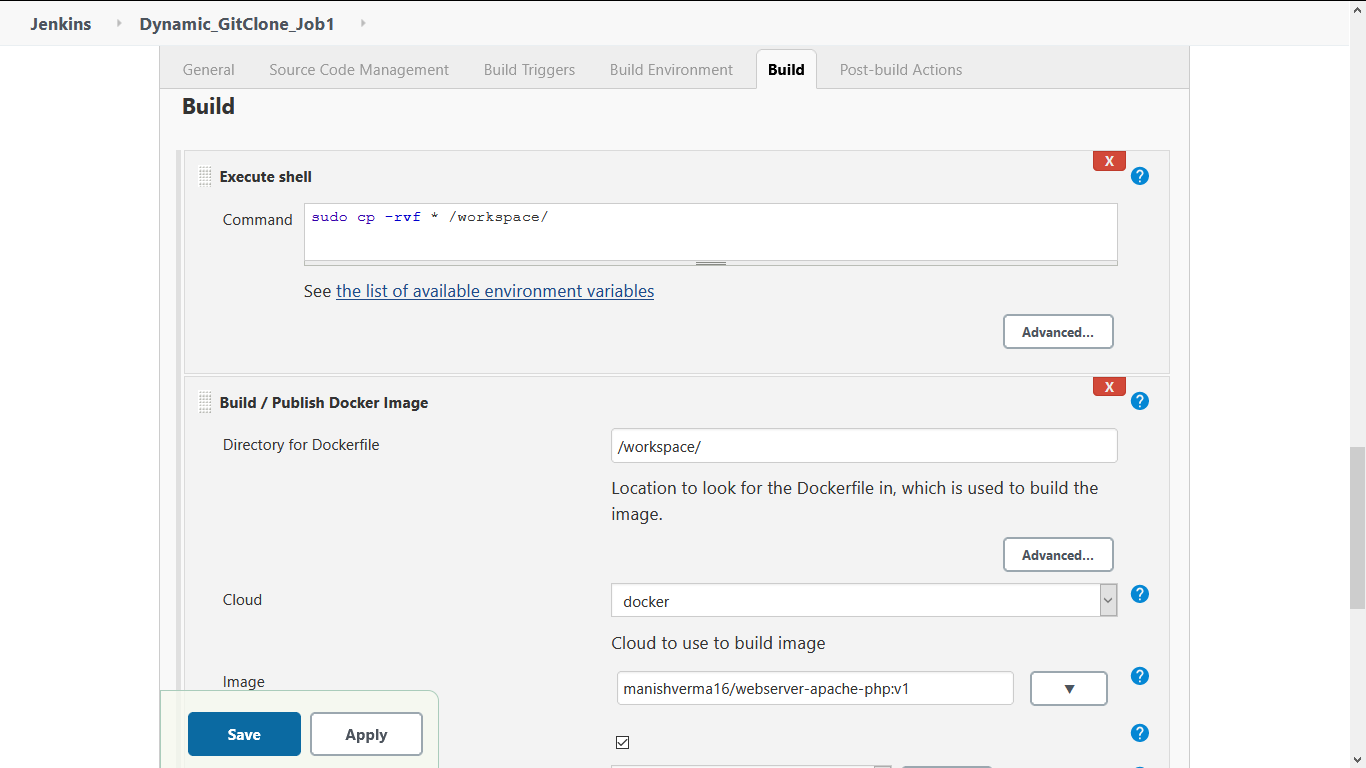 Jenkins Dynamic_GitClone_Job1
General Source Code Management Build Triggers Build Environment Build Post-build Actions
Build
X
Execute shell ?
Command sudo cp -rvf * /workspace/
See the list of available environment variables
Advanced...
X
Build / Publish Docker Image ?
Directory for Dockerfile /workspace/
Location to look for the Dockerfile in, which is used to build the
image.
Advanced...
Cloud docker ?
Cloud to use to build image
Image manishverma16/webserver-apache-php:v1 ▼ ?
Save Apply ?